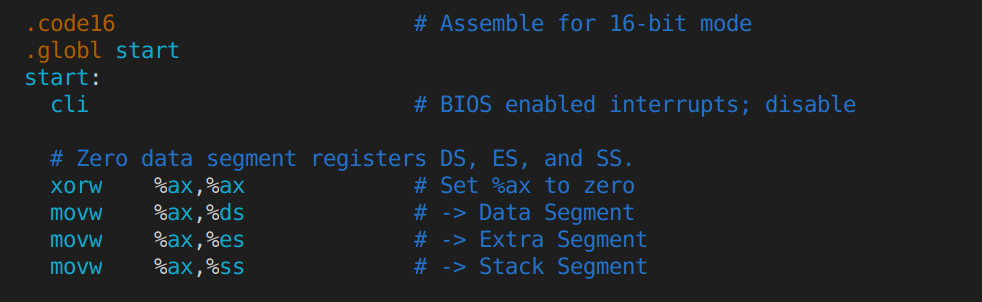 .code16                       # Assemble for 16-bit mode
.globl start
start:
  cli                         # BIOS enabled interrupts; disable

  # Zero data segment registers DS, ES, and SS.
  xorw    %ax,%ax             # Set %ax to zero
  movw    %ax,%ds             # -> Data Segment
  movw    %ax,%es             # -> Extra Segment
  movw    %ax,%ss             # -> Stack Segment